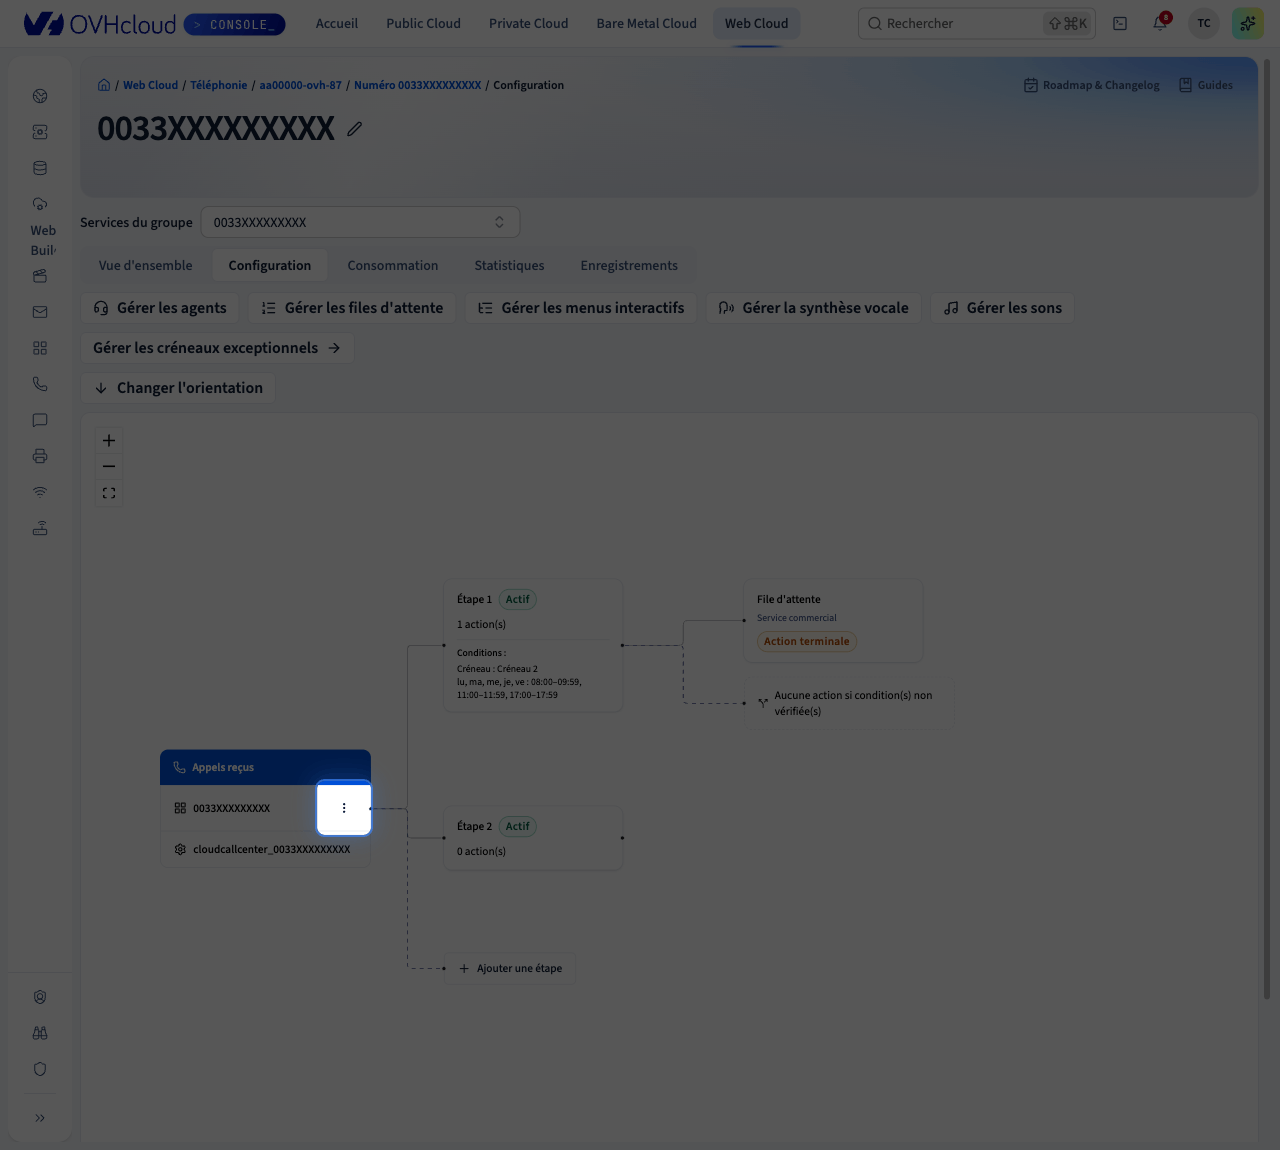 OVHcloud > CONSOLE_ Accueil Public Cloud Private Cloud Bare Metal Cloud Web Cloud Rechercher ⇧⌘K 8 TC
/ Web Cloud / Téléphonie / aa00000-ovh-87 / Numéro 0033XXXXXXXXX / Configuration
Roadmap & Changelog Guides
0033XXXXXXXXX
Services du groupe 0033XXXXXXXXX
Web
Buil
Vue d'ensemble Configuration Consommation Statistiques Enregistrements
Gérer les agents Gérer les files d'attente Gérer les menus interactifs Gérer la synthèse vocale Gérer les sons
Gérer les créneaux exceptionnels →
Changer l'orientation
Étape 1 Actif
1 action(s)
Conditions :
Créneau : Créneau 2
lu, ma, me, je, ve : 08:00–09:59,
11:00–11:59, 17:00–17:59
File d'attente
Service commercial
Action terminale
Aucune action si condition(s) non
vérifiée(s)
Appels reçus
0033XXXXXXXXX
cloudcallcenter_0033XXXXXXXXX
Étape 2 Actif
0 action(s)
+ Ajouter une étape